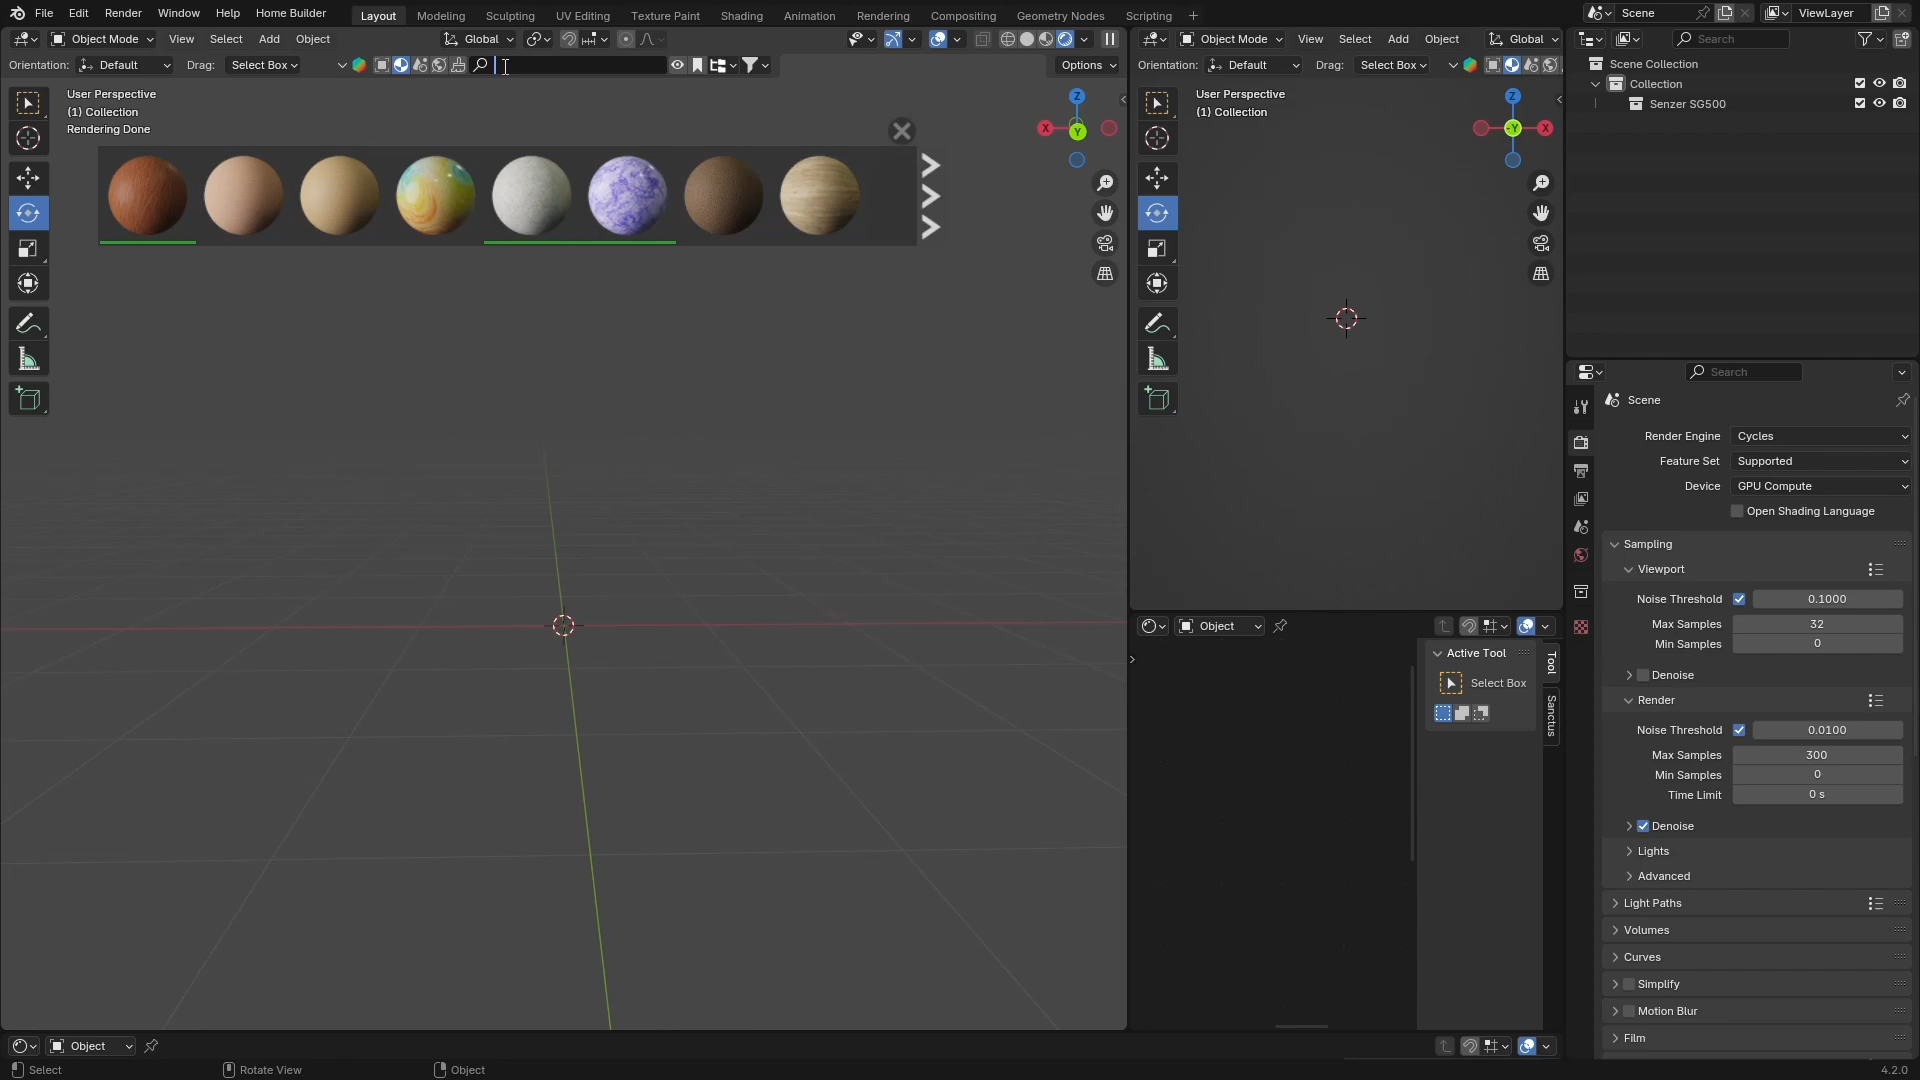 File Edit Render Window Help Home Builder Layout Modeling Sculpting UV Editing Texture Paint Shading Animation Rendering Compositing Geometry Nodes Scripting Scene ViewLayer
Object Mode View Select Add Object Global Object Mode View Select Add Object Global Search
Orientation: Default Drag: Select Box Options Orientation: Default Drag: Select Box Scene Collection
Collection
Senzer SG500
User Perspective
(1) Collection
Rendering Done
X Y Z
User Perspective
(1) Collection
X -Y Z
Search
Scene
Render Engine Cycles
Feature Set Supported
Device GPU Compute
Open Shading Language
Sampling
Viewport
Noise Threshold 0.1000
Max Samples 32
Min Samples 0
Denoise
Render
Noise Threshold 0.0100
Max Samples 300
Min Samples 0
Time Limit 0 s
Denoise
Lights
Advanced
Light Paths
Volumes
Curves
Simplify
Motion Blur
Film
Object
Active Tool
Select Box
Tool
Sanctus
Object
Select Rotate View Object 4.2.0